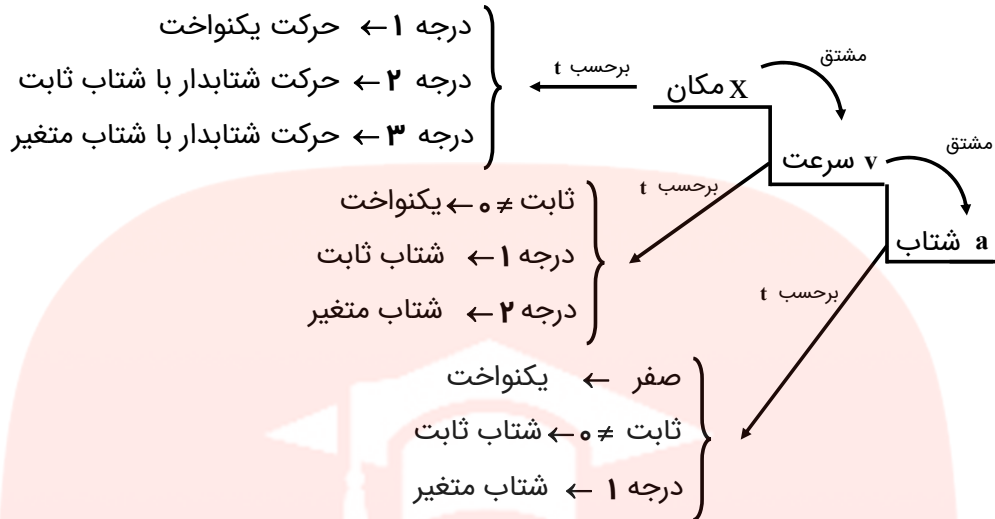 درجه ۱ ← حرکت یکنواخت
مشتق
برحسب t
مکان X
درجه ۲ ← حرکت شتابدار با شتاب ثابت
درجه ۳ ← حرکت شتابدار با شتاب متغیر
مشتق
سرعت v
برحسب t
ثابت ≠ ۰ ← یکنواخت
شتاب a
درجه ۱ ← شتاب ثابت
درجه ۲ ← شتاب متغیر
برحسب t
صفر ← یکنواخت
ثابت ≠ ۰ ← شتاب ثابت
درجه ۱ ← شتاب متغیر